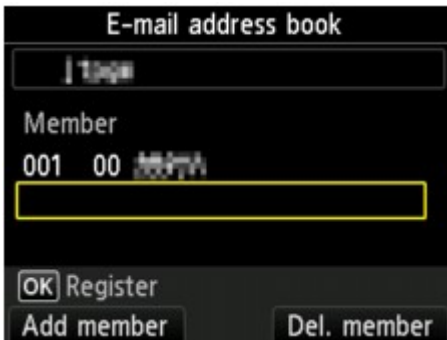 E-mail address book
Member
001 00
OK Register
Add member Del. member